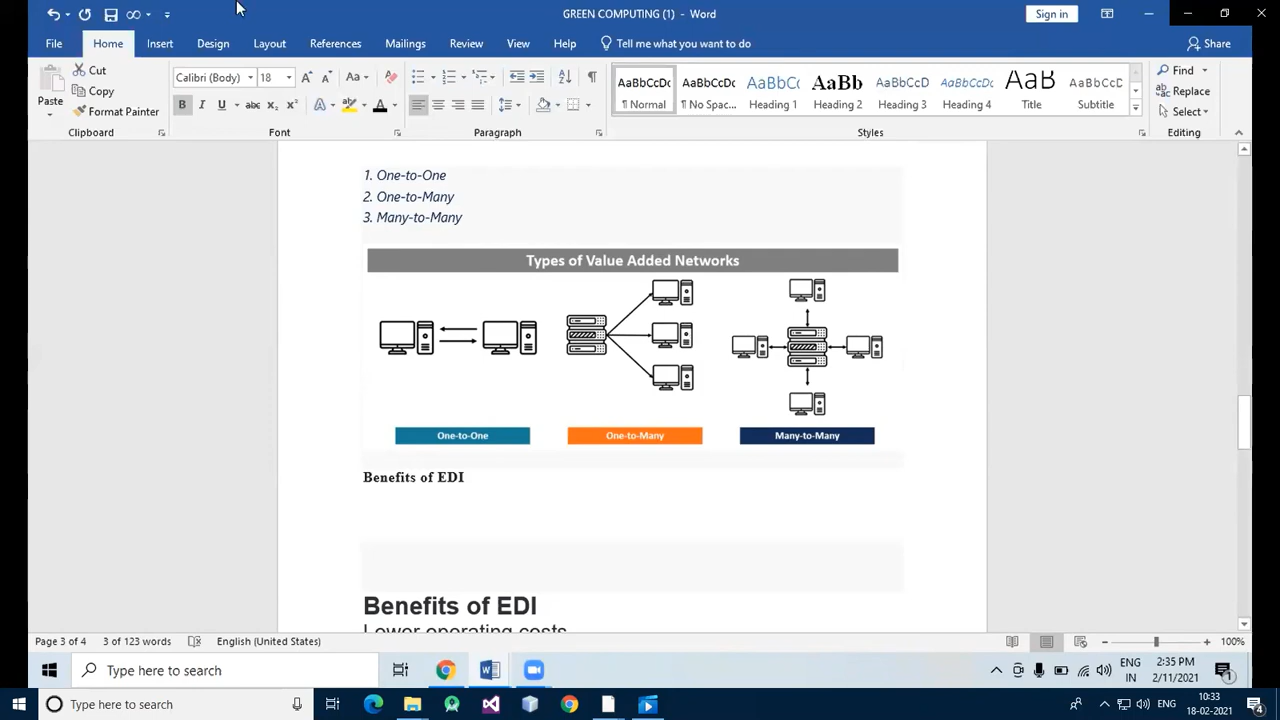 GREEN COMPUTING (1) - Word
Sign in
File Home Insert Design Layout References Mailings Review View Help Tell me what you want to do Share
Paste
Cut
Copy
Format Painter
Calibri (Body) 18
AaBbCcDc AaBbCcDc AaBbCc AaBb AaBbCcD AaBbCcD AaB AaBbCcD
¶ Normal ¶ No Spac... Heading 1 Heading 2 Heading 3 Heading 4 Title Subtitle
Find
Replace
Select
Clipboard Font Paragraph Styles Editing
1. One-to-One
2. One-to-Many
3. Many-to-Many
Types of Value Added Networks
One-to-One One-to-Many Many-to-Many
Benefits of EDI
Benefits of EDI
Lower operating costs
Page 3 of 4 3 of 123 words English (United States) 100%
Type here to search
ENG
IN
2:35 PM
2/11/2021
1
Type here to search
ENG
10:33
18-02-2021
4